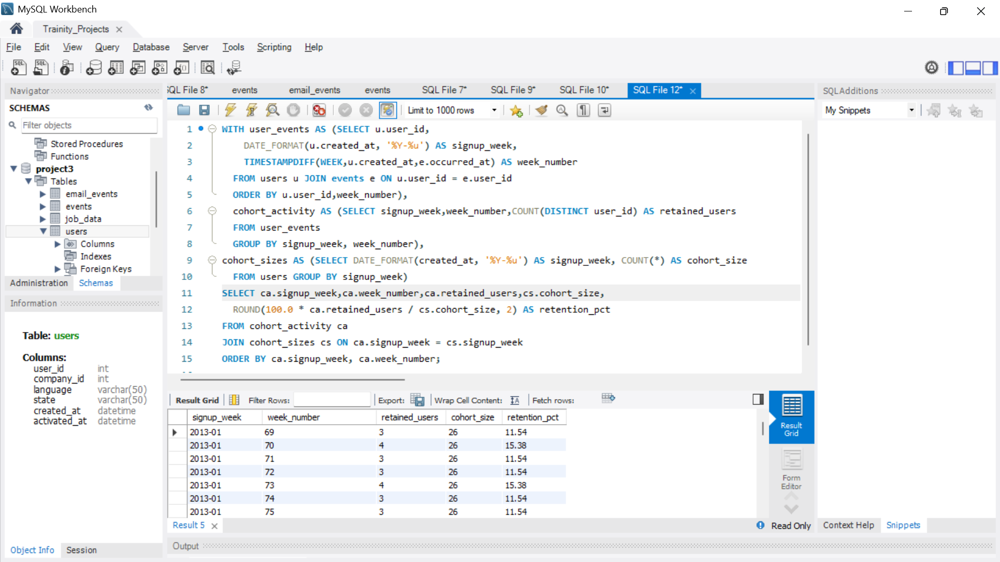 MySQL Workbench
Trainity_Projects
File Edit View Query Database Server Tools Scripting Help
Navigator
SCHEMAS
Filter objects
Stored Procedures
Functions
project3
Tables
email_events
events
job_data
users
Columns
Indexes
Foreign Keys
Administration Schemas
Information
Table: users
Columns:
user_id int
company_id int
language varchar(50)
state varchar(50)
created_at datetime
activated_at datetime
Object Info Session
SQL File 8* events email_events events SQL File 7* SQL File 9* SQL File 10* SQL File 12*
Limit to 1000 rows
1 WITH user_events AS (SELECT u.user_id,
2 DATE_FORMAT(u.created_at, '%Y-%u') AS signup_week,
3 TIMESTAMPDIFF(WEEK,u.created_at,e.occurred_at) AS week_number
4 FROM users u JOIN events e ON u.user_id = e.user_id
5 ORDER BY u.user_id,week_number),
6 cohort_activity AS (SELECT signup_week,week_number,COUNT(DISTINCT user_id) AS retained_users
7 FROM user_events
8 GROUP BY signup_week, week_number),
9 cohort_sizes AS (SELECT DATE_FORMAT(created_at, '%Y-%u') AS signup_week, COUNT(*) AS cohort_size
10 FROM users GROUP BY signup_week)
11 SELECT ca.signup_week,ca.week_number,ca.retained_users,cs.cohort_size,
12 ROUND(100.0 * ca.retained_users / cs.cohort_size, 2) AS retention_pct
13 FROM cohort_activity ca
14 JOIN cohort_sizes cs ON ca.signup_week = cs.signup_week
15 ORDER BY ca.signup_week, ca.week_number;
Result Grid Filter Rows: Export: Wrap Cell Content: Fetch rows:
signup_week week_number retained_users cohort_size retention_pct
2013-01 69 3 26 11.54
2013-01 70 4 26 15.38
2013-01 71 3 26 11.54
2013-01 72 3 26 11.54
2013-01 73 4 26 15.38
2013-01 74 3 26 11.54
2013-01 75 3 26 11.54
Result Grid
Form Editor
Result 5
Read Only
Output
SQLAdditions
My Snippets
Context Help Snippets